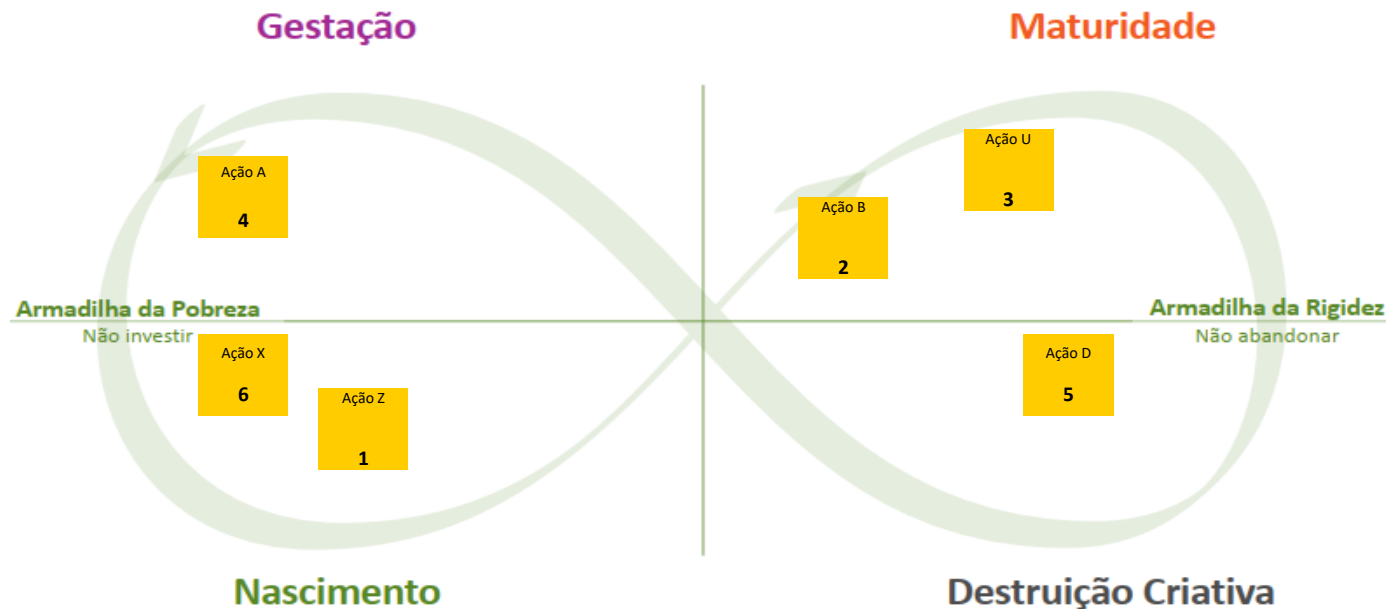 Gestação
Maturidade
Ação U
3
Ação A
4
Ação B
2
Armadilha da Pobreza
Não investir
Armadilha da Rigidez
Não abandonar
Ação X
6
Ação Z
1
Ação D
5
Nascimento
Destruição Criativa